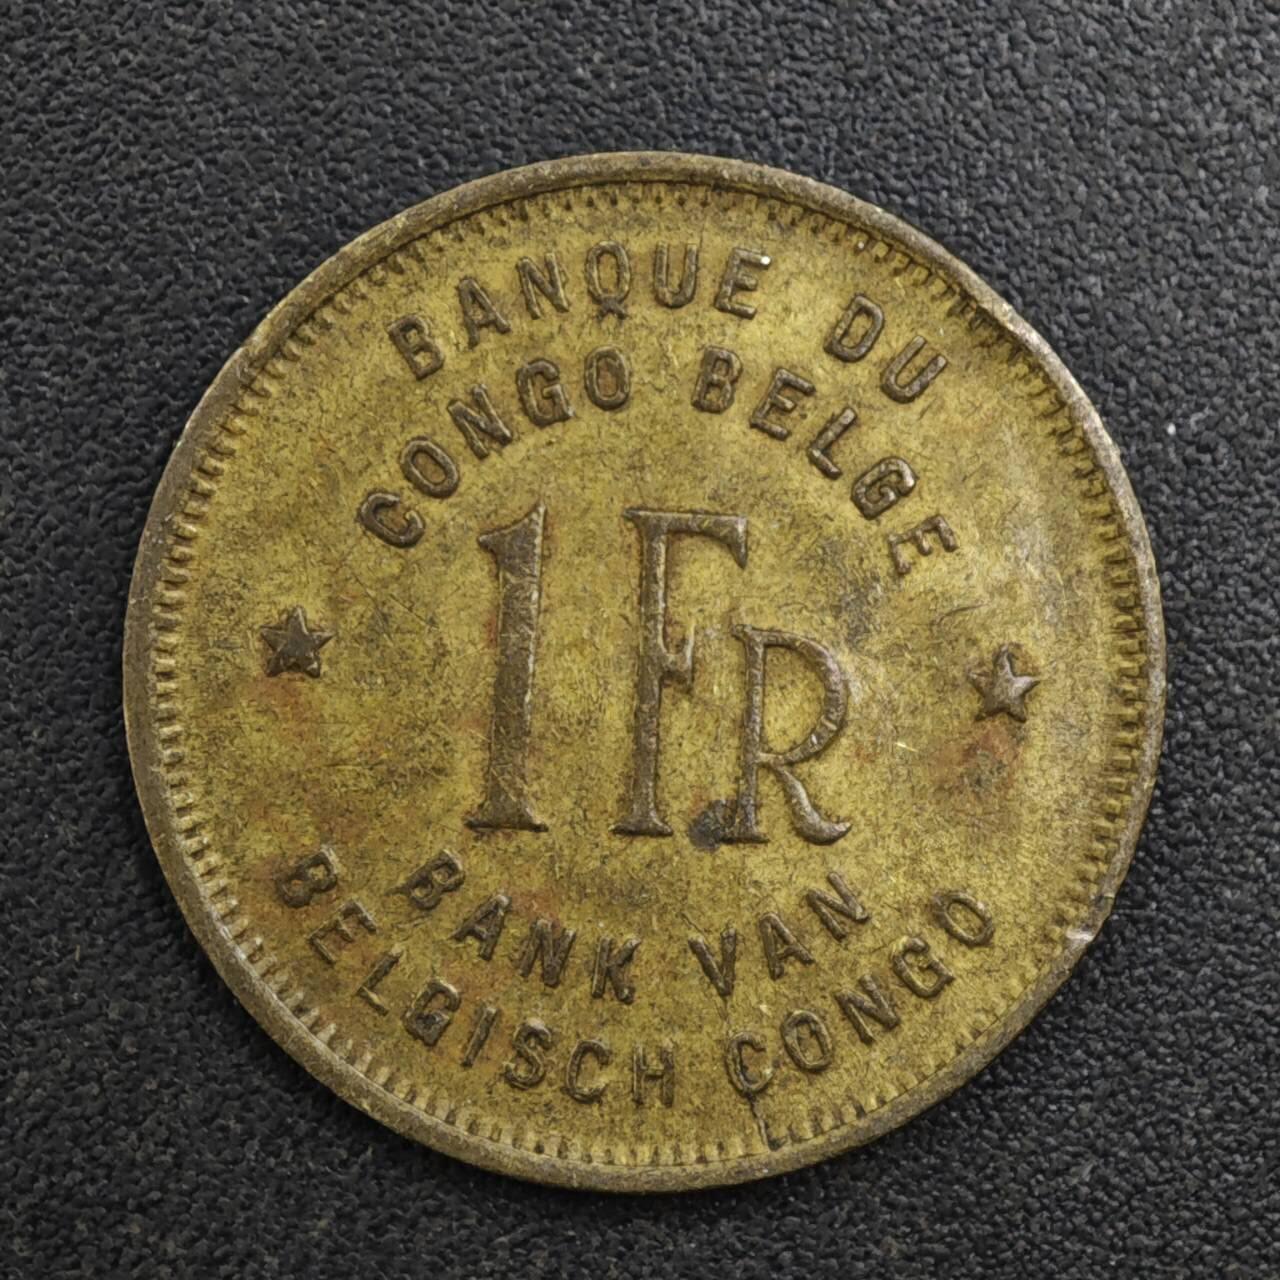 BANQUE DU
CONGO BELGE
1 FR
BANK VAN
BELGISCH CONGO